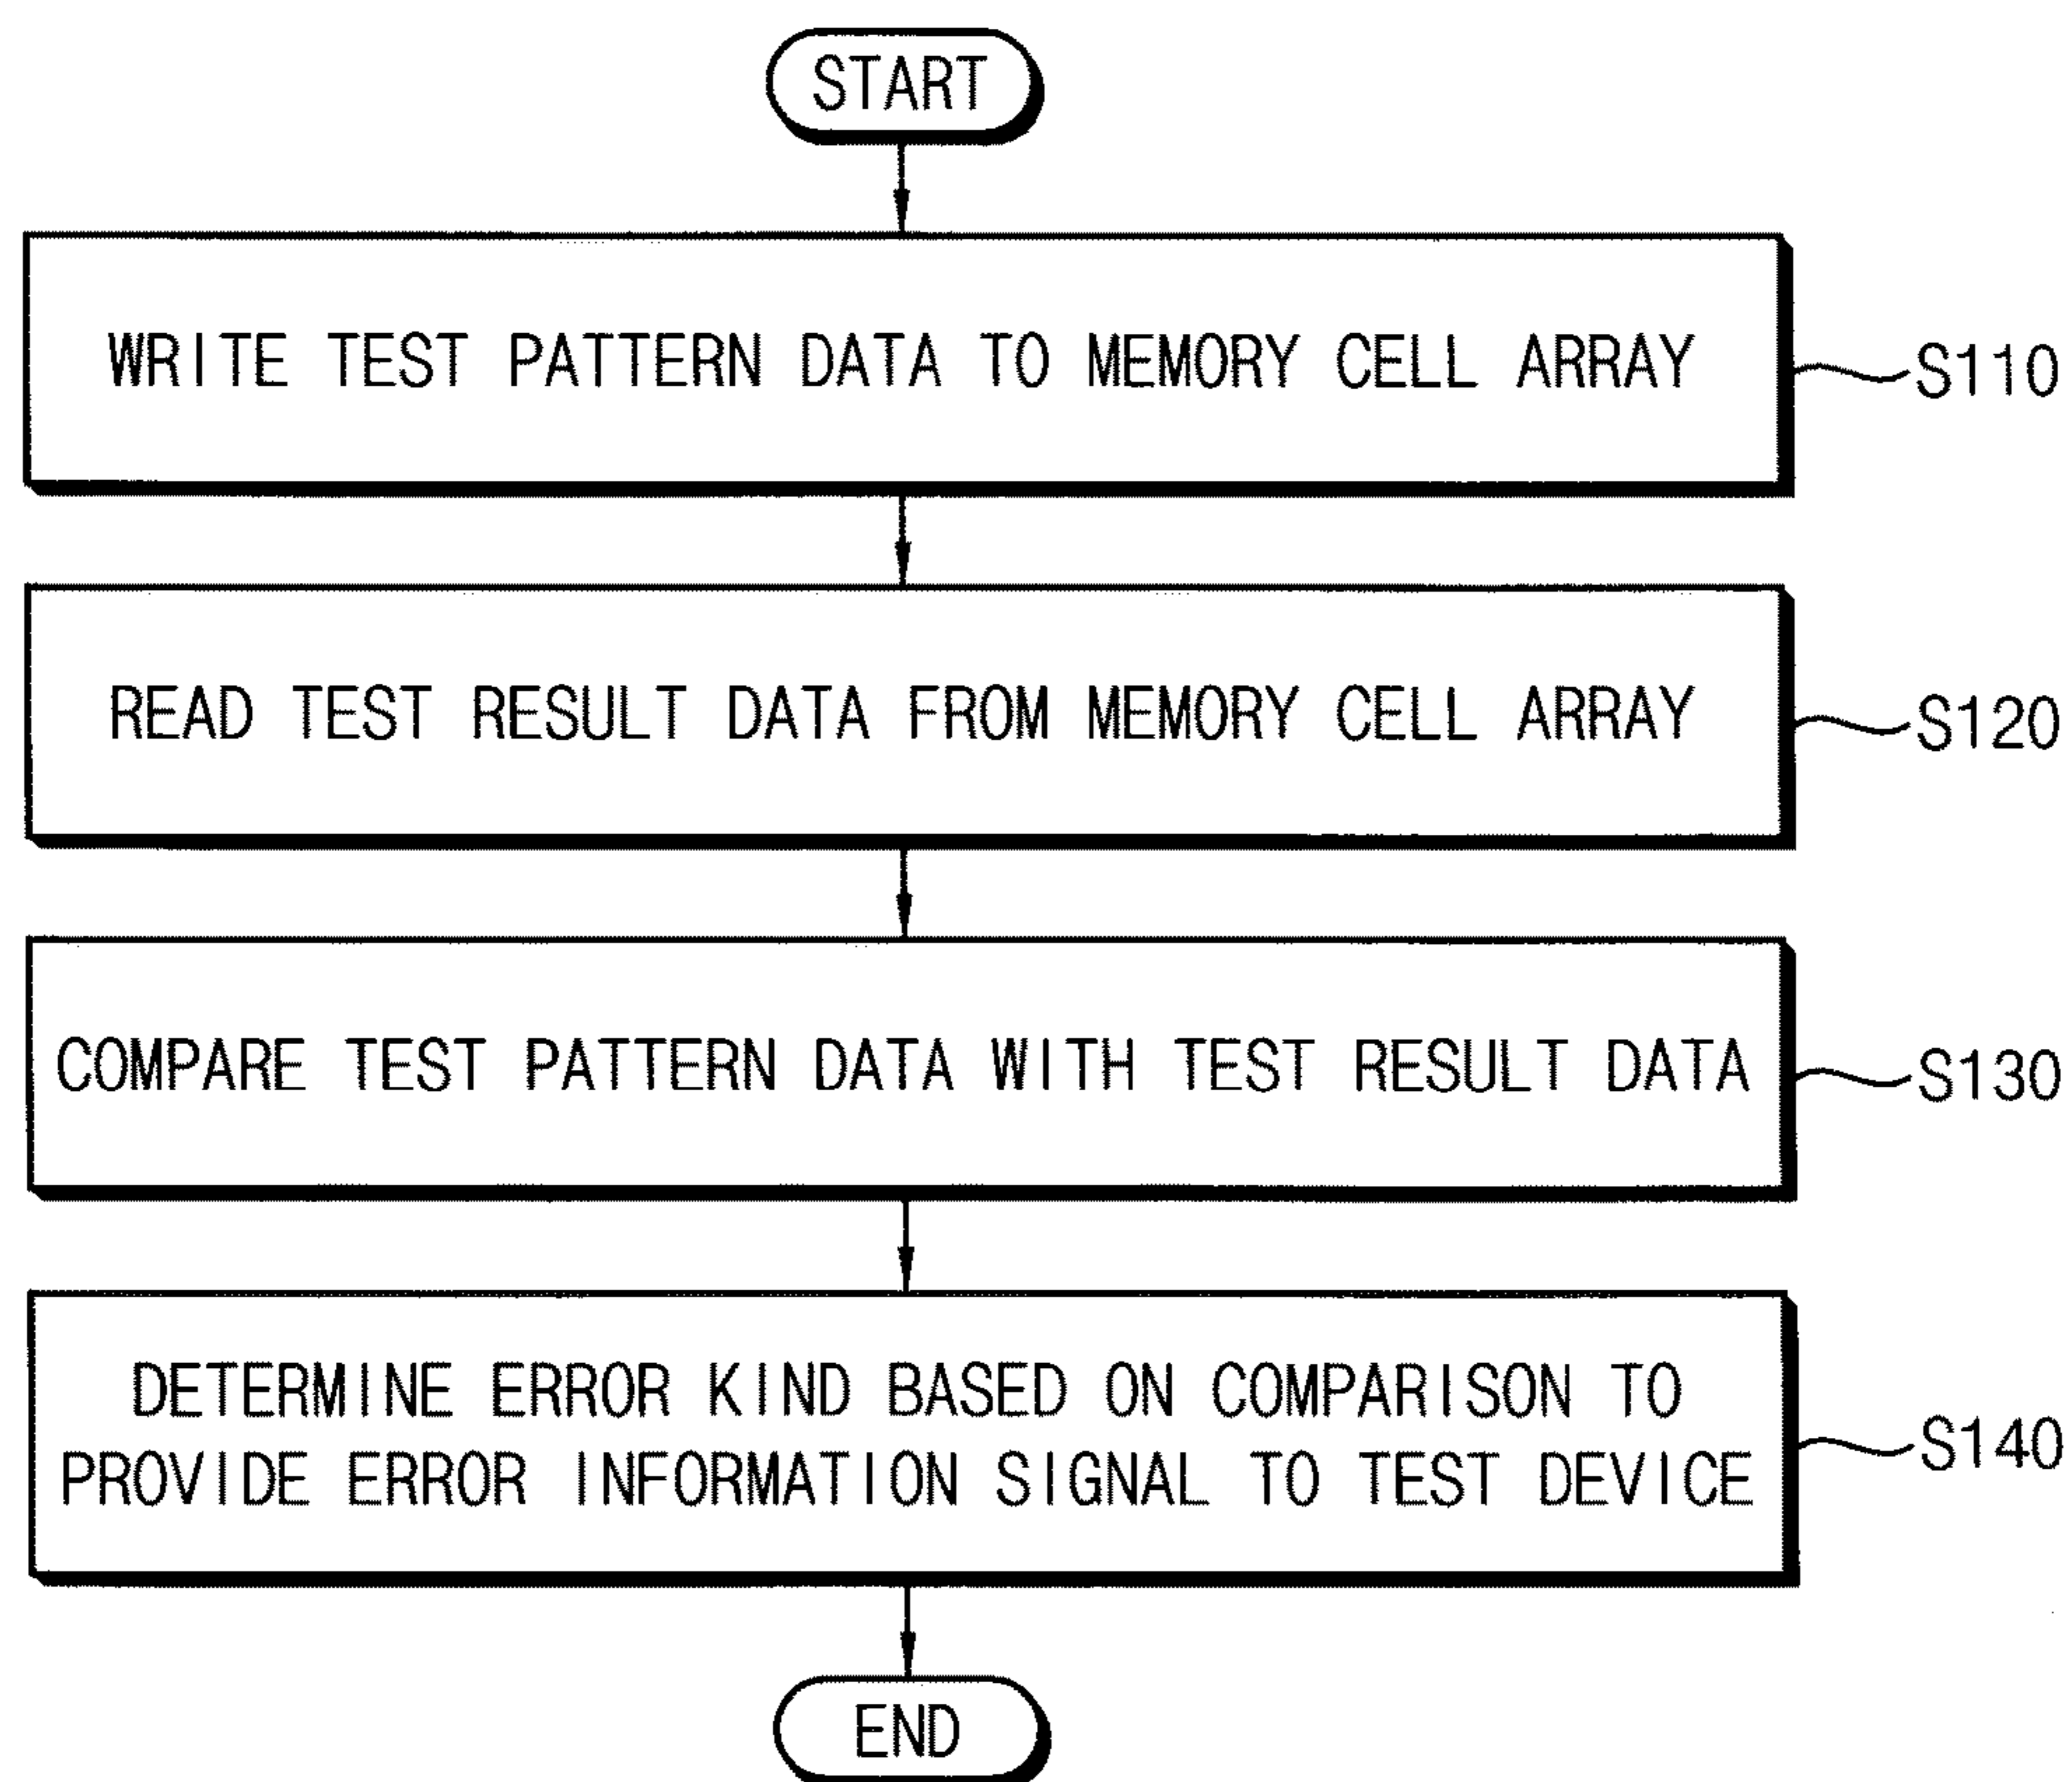 START
WRITE TEST PATTERN DATA TO MEMORY CELL ARRAY
S110
READ TEST RESULT DATA FROM MEMORY CELL ARRAY
S120
COMPARE TEST PATTERN DATA WITH TEST RESULT DATA
S130
DETERMINE ERROR KIND BASED ON COMPARISON TO
PROVIDE ERROR INFORMATION SIGNAL TO TEST DEVICE
S140
END